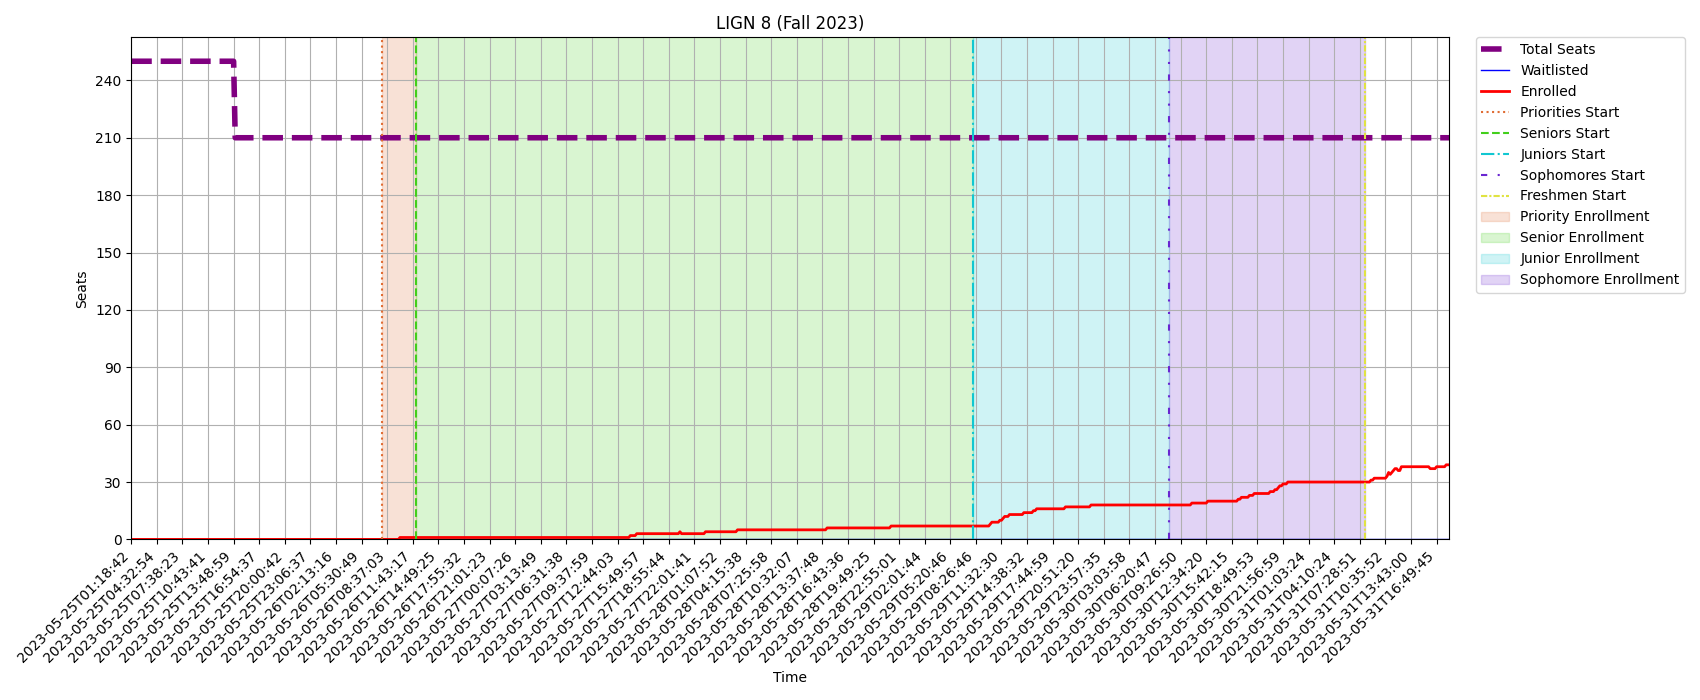 LIGN 8 (Fall 2023)
Total Seats
Waitlisted
Enrolled
Priorities Start
Seniors Start
Juniors Start
Sophomores Start
Freshmen Start
Priority Enrollment
Senior Enrollment
Junior Enrollment
Sophomore Enrollment
Seats
240
210
180
150
120
90
60
30
0
2023-05-25T01:18:42
2023-05-25T04:32:54
2023-05-25T07:38:23
2023-05-25T10:43:41
2023-05-25T13:48:59
2023-05-25T16:54:37
2023-05-25T20:00:42
2023-05-25T23:06:37
2023-05-26T02:13:16
2023-05-26T05:30:49
2023-05-26T08:37:03
2023-05-26T11:43:17
2023-05-26T14:49:25
2023-05-26T17:55:32
2023-05-26T21:01:23
2023-05-27T00:07:26
2023-05-27T03:13:49
2023-05-27T06:31:38
2023-05-27T09:37:59
2023-05-27T12:44:03
2023-05-27T15:49:57
2023-05-27T18:55:44
2023-05-27T22:01:41
2023-05-28T01:07:52
2023-05-28T04:15:38
2023-05-28T07:25:58
2023-05-28T10:32:07
2023-05-28T13:37:48
2023-05-28T16:43:36
2023-05-28T19:49:25
2023-05-28T22:55:01
2023-05-29T02:01:44
2023-05-29T05:20:46
2023-05-29T08:26:46
2023-05-29T11:32:30
2023-05-29T14:38:32
2023-05-29T17:44:59
2023-05-29T20:51:20
2023-05-29T23:57:35
2023-05-30T03:03:58
2023-05-30T06:20:47
2023-05-30T09:26:50
2023-05-30T12:34:20
2023-05-30T15:42:15
2023-05-30T18:49:53
2023-05-30T21:56:59
2023-05-31T01:03:24
2023-05-31T04:10:24
2023-05-31T07:28:51
2023-05-31T10:35:52
2023-05-31T13:43:00
2023-05-31T16:49:45
Time